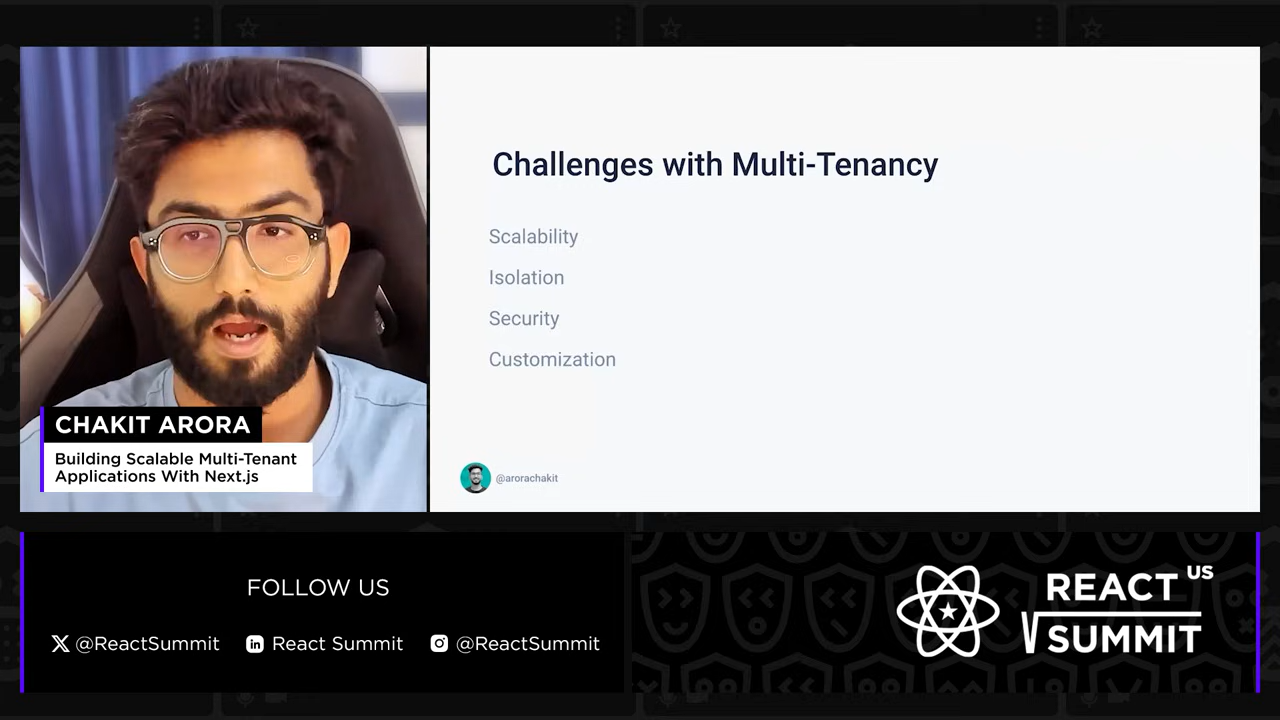 Challenges with Multi-Tenancy
Scalability
Isolation
Security
Customization
@arorachakit
CHAKIT ARORA
Building Scalable Multi-Tenant
Applications With Next.js
FOLLOW US
@ReactSummit
React Summit
@ReactSummit
REACT US
SUMMIT